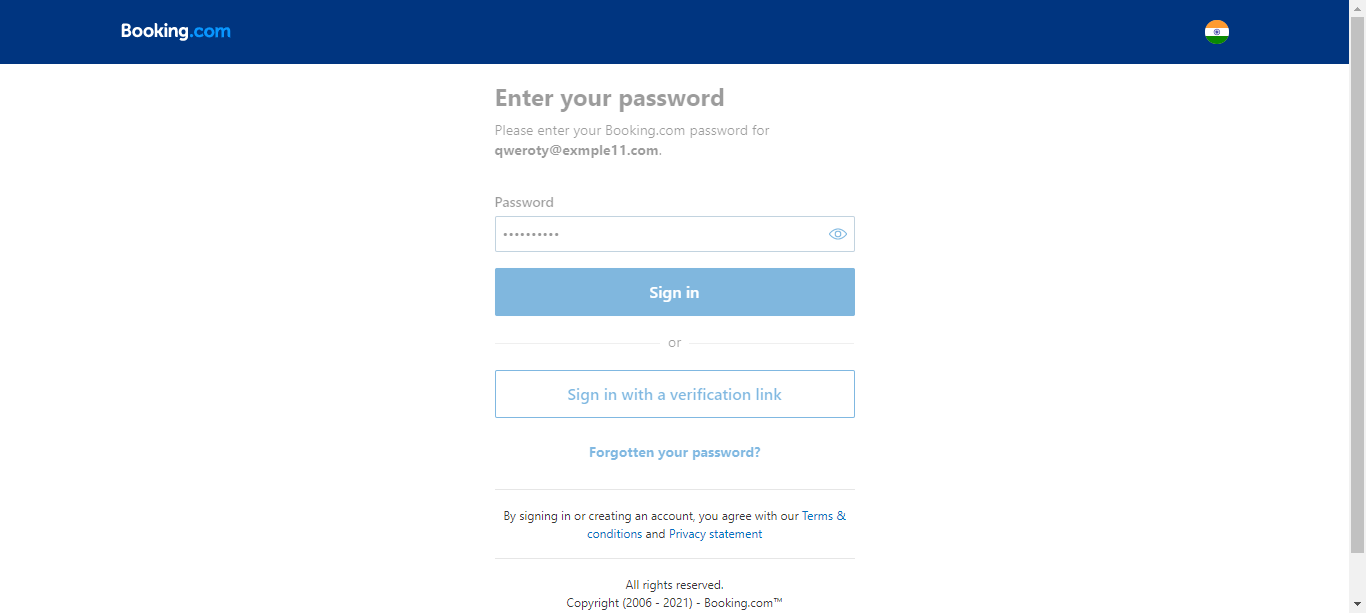 Booking.com
Enter your password
Please enter your Booking.com password for
qweroty@exmple11.com.
Password
••••••••••
Sign in
or
Sign in with a verification link
Forgotten your password?
By signing in or creating an account, you agree with our Terms &
conditions and Privacy statement
All rights reserved.
Copyright (2006 - 2021) - Booking.com™